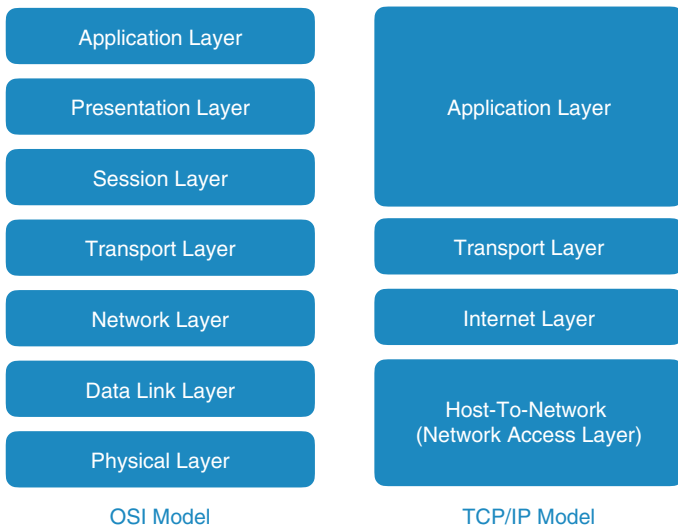 Application Layer
Presentation Layer
Session Layer
Transport Layer
Network Layer
Data Link Layer
Physical Layer
OSI Model
Application Layer
Transport Layer
Internet Layer
Host-To-Network
(Network Access Layer)
TCP/IP Model